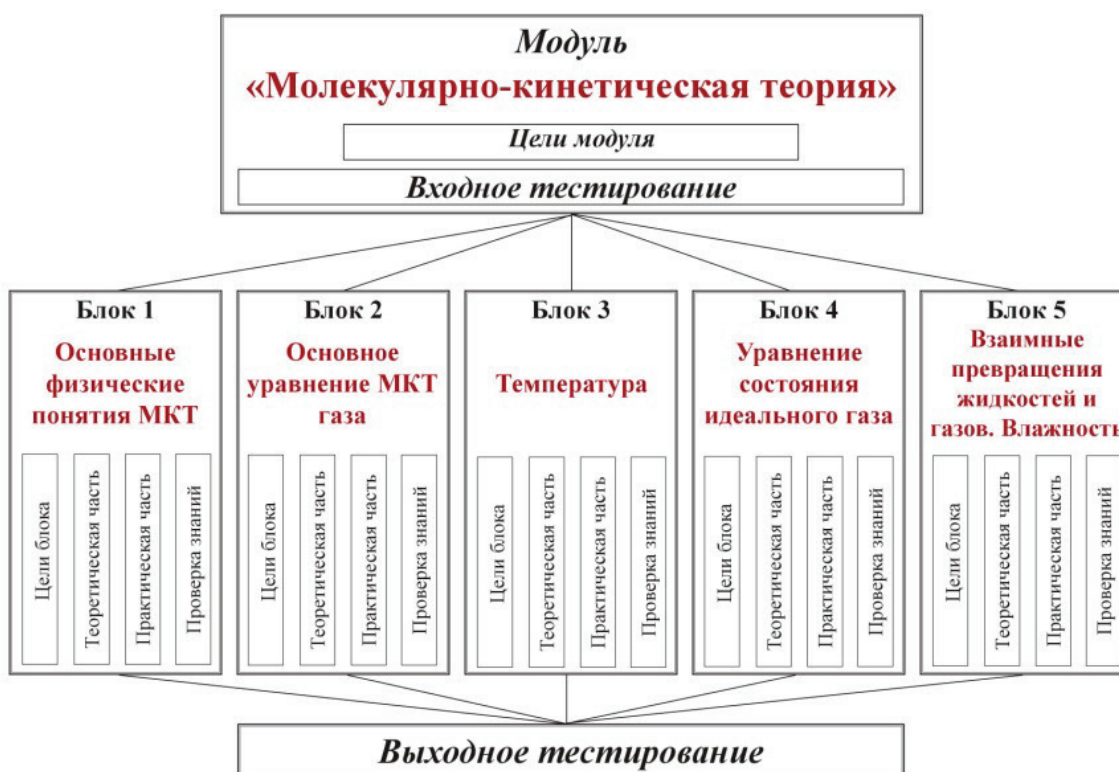 Модуль
«Молекулярно-кинетическая теория»
Цели модуля
Входное тестирование
Блок 1
Основные
физические
понятия МКТ
Цели блока
Теоретическая часть
Практическая часть
Проверка знаний
Блок 2
Основное
уравнение МКТ
газа
Цели блока
Теоретическая часть
Практическая часть
Проверка знаний
Блок 3
Температура
Цели блока
Теоретическая часть
Практическая часть
Проверка знаний
Блок 4
Уравнение
состояния
идеального газа
Цели блока
Теоретическая часть
Практическая часть
Проверка знаний
Блок 5
Взаимные
превращения
жидкостей и
газов. Влажность
Цели блока
Теоретическая часть
Практическая часть
Проверка знаний
Выходное тестирование